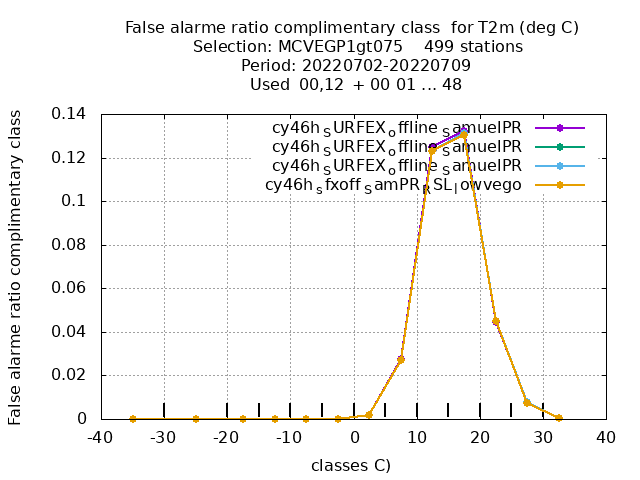 False alarme ratio complimentary class  for T2m (deg C)
Selection: MCVEGP1gt075    499 stations
Period: 20220702-20220709
Used  00,12  + 00 01 ... 48
False alarme ratio complimentary class
0.14
0.12
0.1
0.08
0.06
0.04
0.02
0
cy46h_SURFEX_offline_SamuelPR
cy46h_SURFEX_offline_SamuelPR
cy46h_SURFEX_offline_SamuelPR
cy46h_sfxoff_SamPR_RSL_lowvego
-40 -30 -20 -10 0 10 20 30 40
classes C)